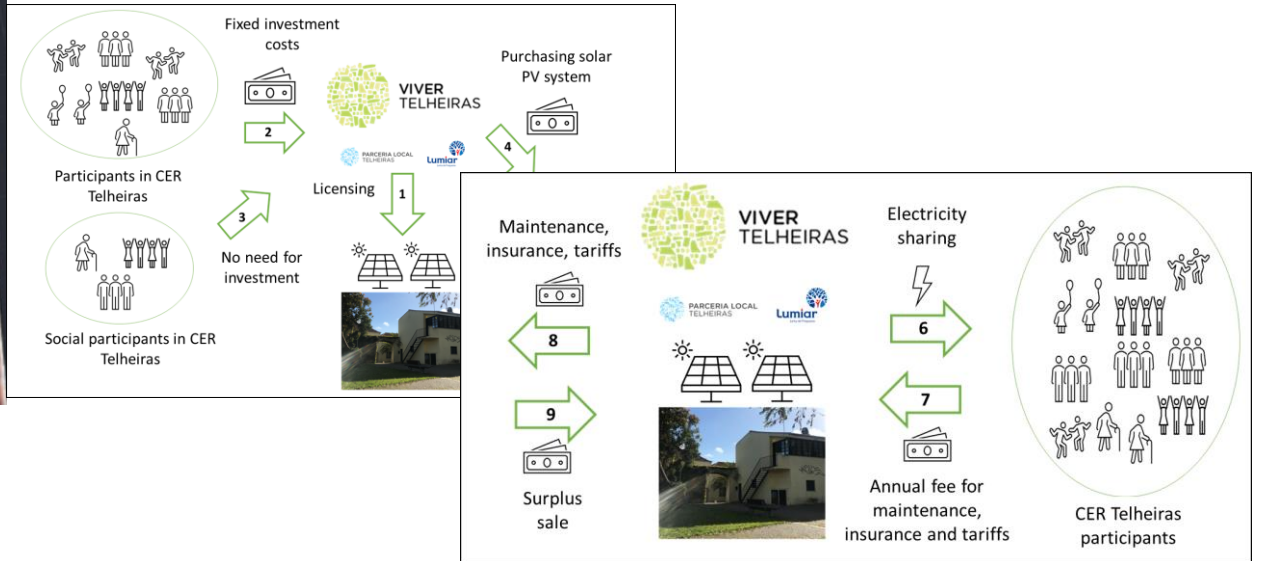 Fixed investment
costs
Purchasing solar
PV system
VIVER
TELHEIRAS
2
4
PARCERIA LOCAL
TELHEIRAS
Lumiar
Participants in CER
Telheiras
Licensing
1
3
No need for
investment
Social participants in CER
Telheiras
Maintenance,
insurance, tariffs
VIVER
TELHEIRAS
Electricity
sharing
PARCERIA LOCAL
TELHEIRAS
Lumiar
8
6
9
7
Surplus
sale
Annual fee for
maintenance,
insurance and tariffs
CER Telheiras
participants